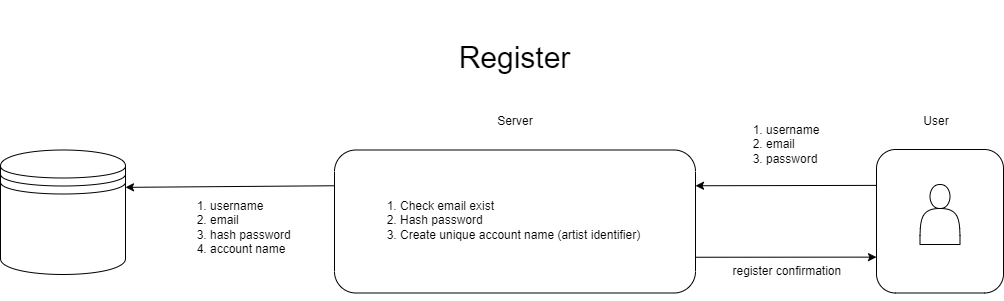 Register
Server
User
1. username
2. email
3. password
1. username
2. email
3. hash password
4. account name
1. Check email exist
2. Hash password
3. Create unique account name (artist identifier)
register confirmation